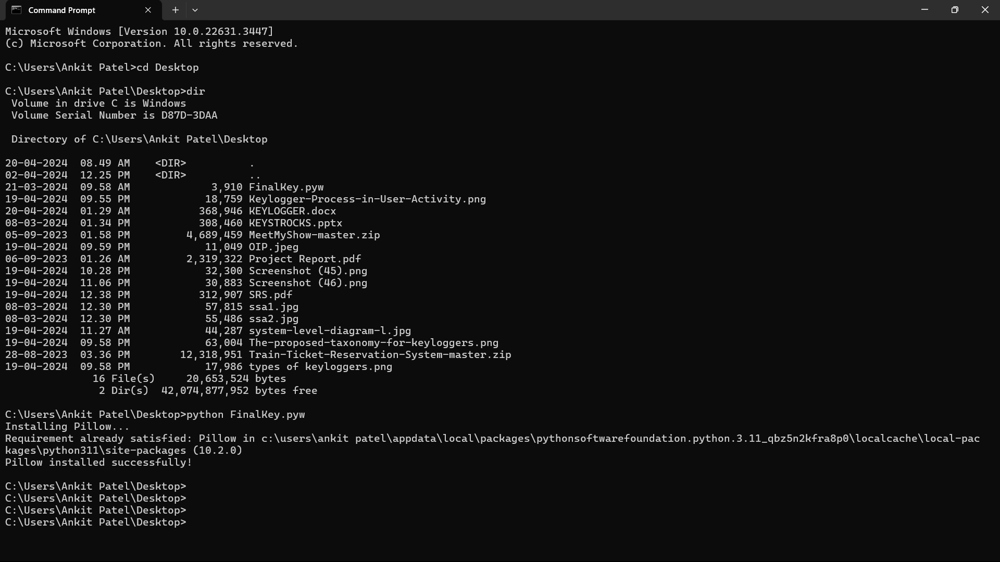 Command Prompt
Microsoft Windows [Version 10.0.22631.3447]
(c) Microsoft Corporation. All rights reserved.
C:\Users\Ankit Patel>cd Desktop
C:\Users\Ankit Patel\Desktop>dir
 Volume in drive C is Windows
 Volume Serial Number is D87D-3DAA
 Directory of C:\Users\Ankit Patel\Desktop
20-04-2024  08.49 AM    <DIR>          .
02-04-2024  12.25 PM    <DIR>          ..
21-03-2024  09.58 AM             3,910 FinalKey.pyw
19-04-2024  09.55 PM            18,759 Keylogger-Process-in-User-Activity.png
20-04-2024  01.29 AM           368,946 KEYLOGGER.docx
08-03-2024  01.34 PM           308,460 KEYSTROCKS.pptx
05-09-2023  01.58 PM         4,689,459 MeetMyShow-master.zip
19-04-2024  09.59 PM            11,049 OIP.jpeg
06-09-2023  01.26 AM         2,319,322 Project Report.pdf
19-04-2024  10.28 PM            32,300 Screenshot (45).png
19-04-2024  11.06 PM            30,883 Screenshot (46).png
19-04-2024  12.38 PM           312,907 SRS.pdf
08-03-2024  12.30 PM            57,815 ssa1.jpg
08-03-2024  12.30 PM            55,486 ssa2.jpg
19-04-2024  11.27 AM            44,287 system-level-diagram-l.jpg
19-04-2024  09.58 PM            63,004 The-proposed-taxonomy-for-keyloggers.png
28-08-2023  03.36 PM        12,318,951 Train-Ticket-Reservation-System-master.zip
19-04-2024  09.58 PM            17,986 types of keyloggers.png
              16 File(s)     20,653,524 bytes
               2 Dir(s)  42,074,877,952 bytes free
C:\Users\Ankit Patel\Desktop>python FinalKey.pyw
Installing Pillow...
Requirement already satisfied: Pillow in c:\users\ankit patel\appdata\local\packages\pythonsoftwarefoundation.python.3.11_qbz5n2kfra8p0\localcache\local-pac
kages\python311\site-packages (10.2.0)
Pillow installed successfully!
C:\Users\Ankit Patel\Desktop>
C:\Users\Ankit Patel\Desktop>
C:\Users\Ankit Patel\Desktop>
C:\Users\Ankit Patel\Desktop>